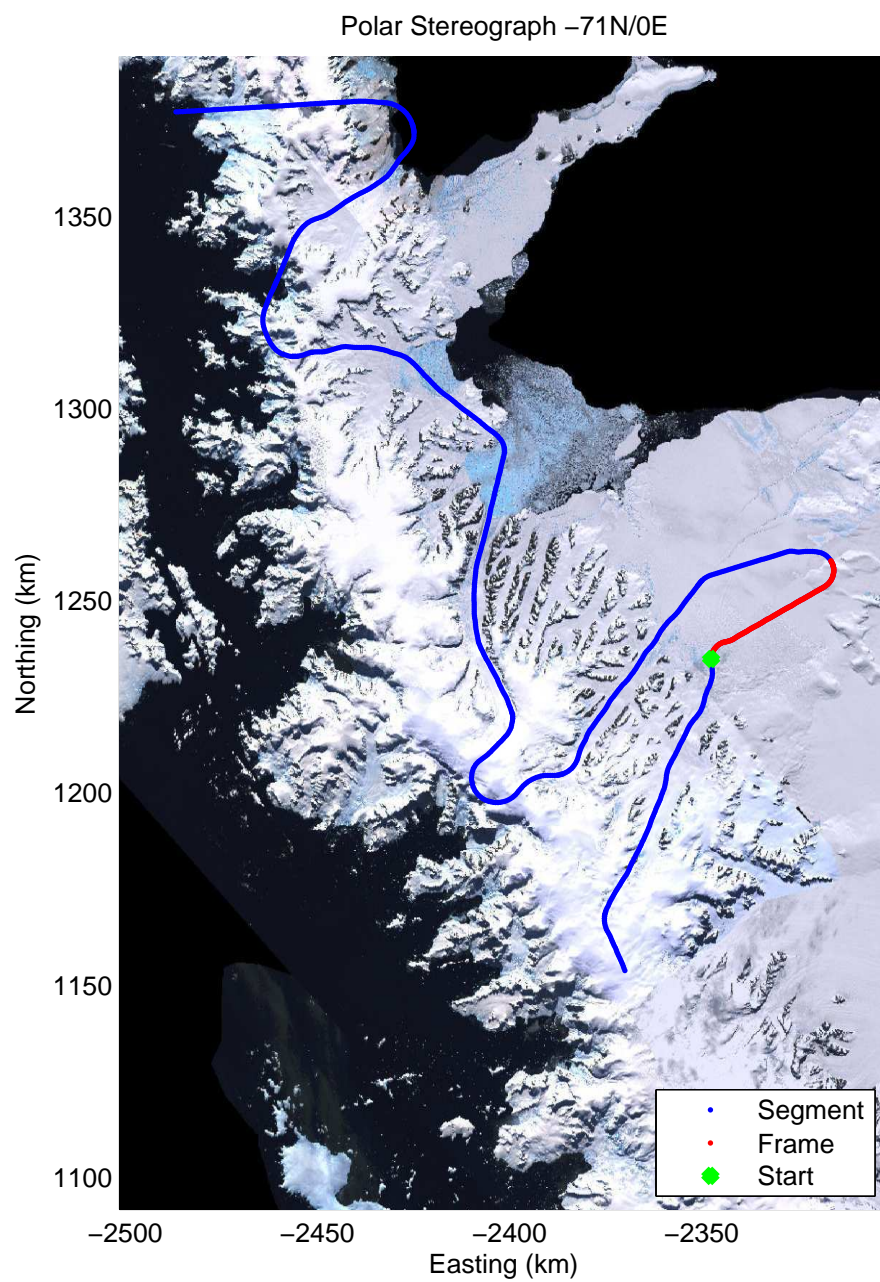 Polar Stereograph −71N/0E
1350
1300
1250
1200
1150
1100
Northing (km)
Segment
Frame
Start
−2500
−2450
−2400
−2350
Easting (km)